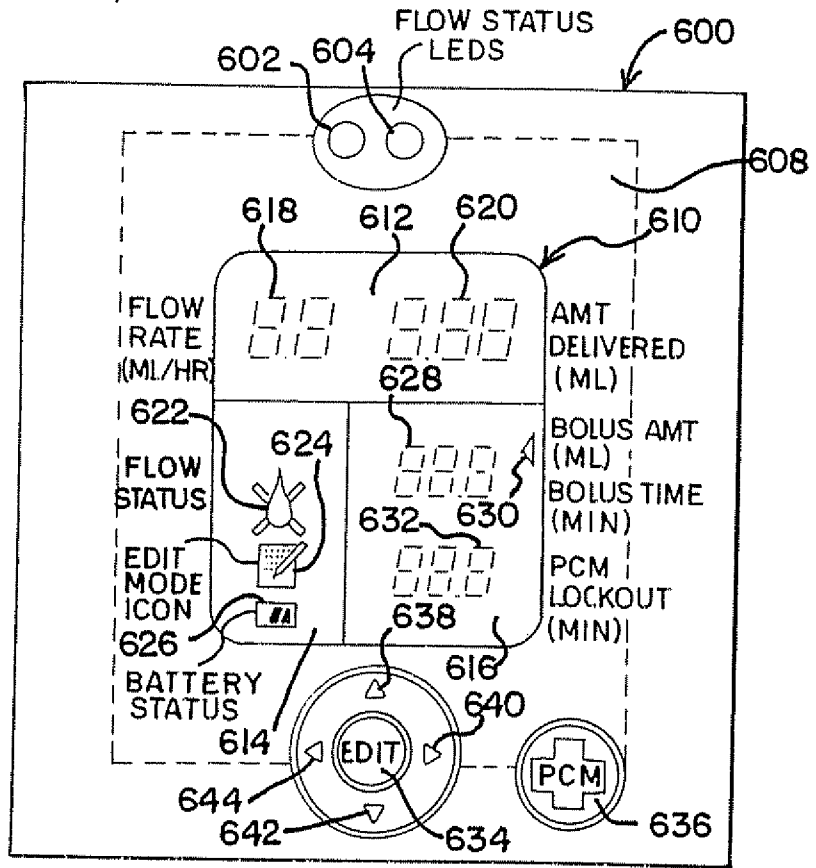 FLOW STATUS
LEDS
600
602
604
608
618
612
620
610
FLOW
RATE
(ML/HR)
AMT
DELIVERED
(ML)
628
622
624
BOLUS AMT
(ML)
FLOW
STATUS
630
BOLUS TIME
(MIN)
632
EDIT
MODE
ICON
PCM
LOCKOUT
(MIN)
626
638
616
BATTERY
STATUS
614
640
EDIT
PCM
644
642
634
636